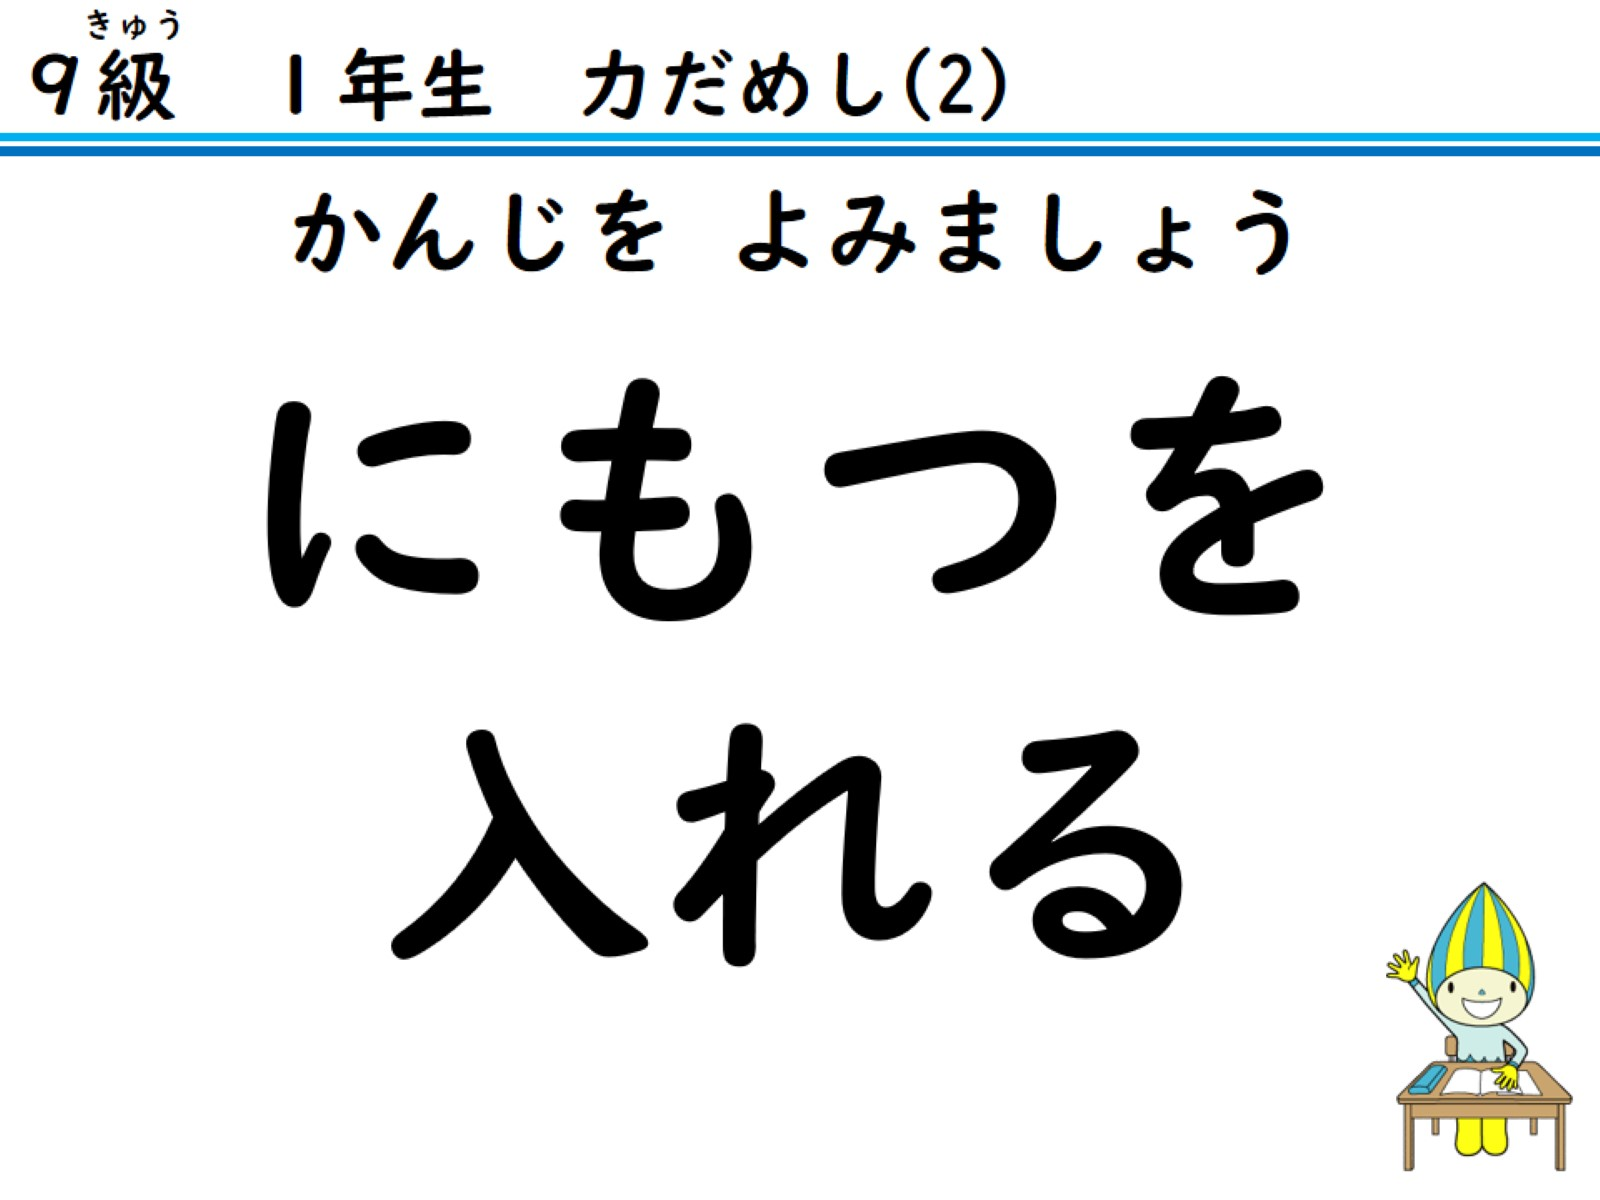 きゅう
9級　1年生　力だめし(2)
かんじを よみましょう
にもつを
入れる